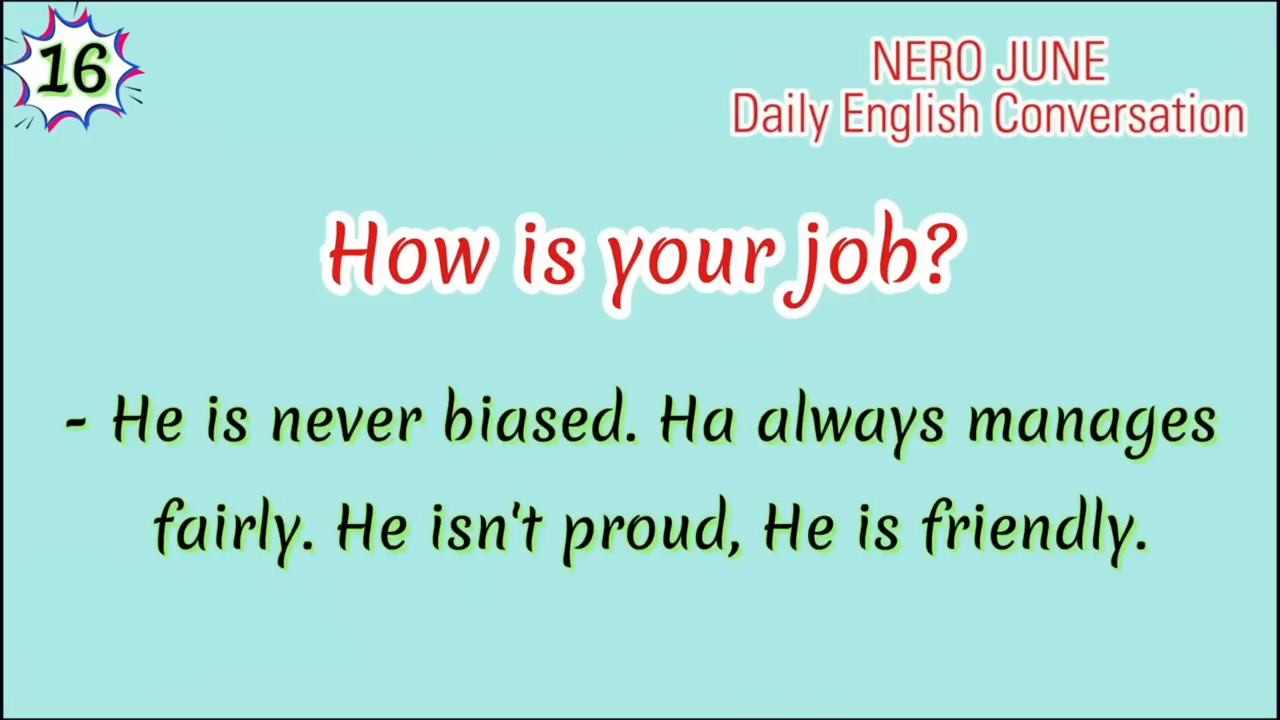 16
NERO JUNE
Daily English Conversation
How is your job?
- He is never biased. Ha always manages
fairly. He isn't proud, He is friendly.